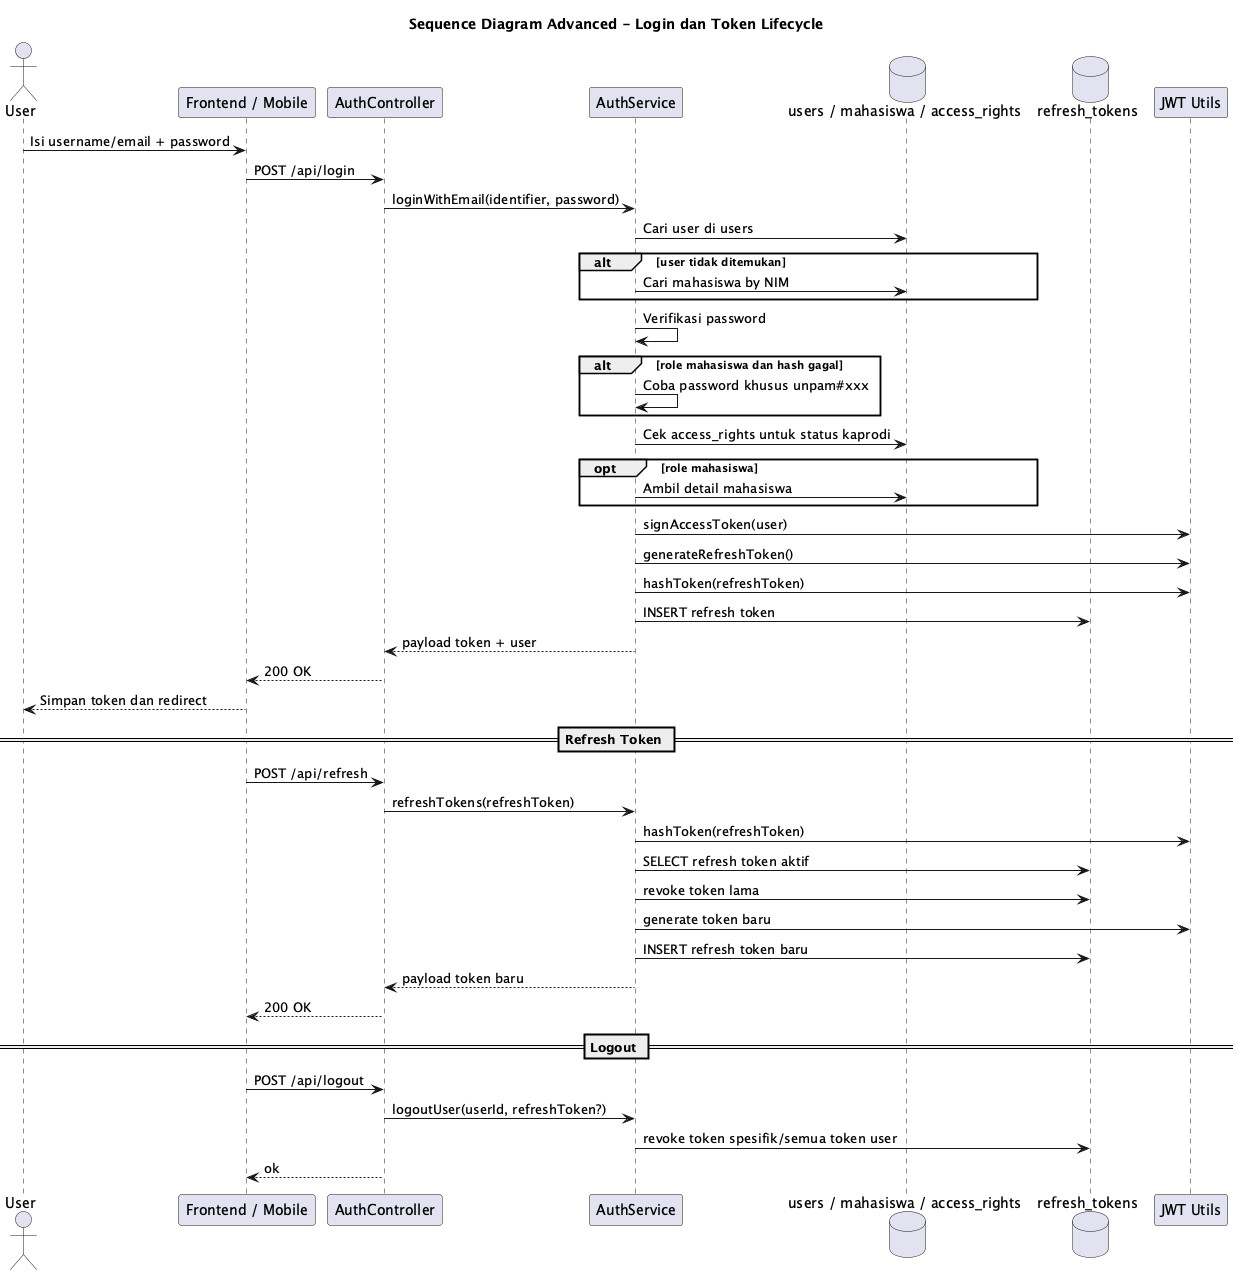 Sequence Diagram Advanced - Login dan Token Lifecycle
User
Frontend / Mobile
AuthController
AuthService
users / mahasiswa / access_rights
refresh_tokens
JWT Utils
Isi username/email + password
POST /api/login
loginWithEmail(identifier, password)
Cari user di users
alt [user tidak ditemukan]
Cari mahasiswa by NIM
Verifikasi password
alt [role mahasiswa dan hash gagal]
Coba password khusus unpam#xxx
Cek access_rights untuk status kaprodi
opt [role mahasiswa]
Ambil detail mahasiswa
signAccessToken(user)
generateRefreshToken()
hashToken(refreshToken)
INSERT refresh token
payload token + user
200 OK
Simpan token dan redirect
Refresh Token
POST /api/refresh
refreshTokens(refreshToken)
hashToken(refreshToken)
SELECT refresh token aktif
revoke token lama
generate token baru
INSERT refresh token baru
payload token baru
200 OK
Logout
POST /api/logout
logoutUser(userId, refreshToken?)
revoke token spesifik/semua token user
ok
User
Frontend / Mobile
AuthController
AuthService
users / mahasiswa / access_rights
refresh_tokens
JWT Utils